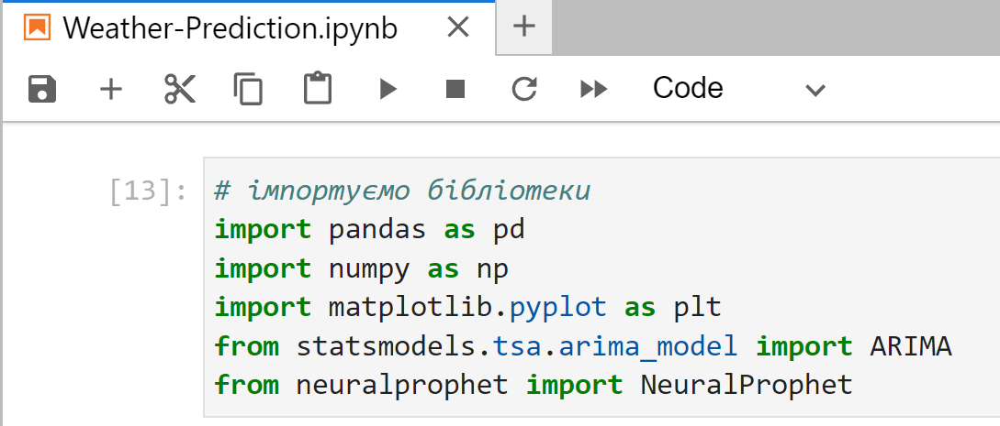 Weather-Prediction.ipynb
Code
[13]:
# імпортуємо бібліотеки
import pandas as pd
import numpy as np
import matplotlib.pyplot as plt
from statsmodels.tsa.arima_model import ARIMA
from neuralprophet import NeuralProphet